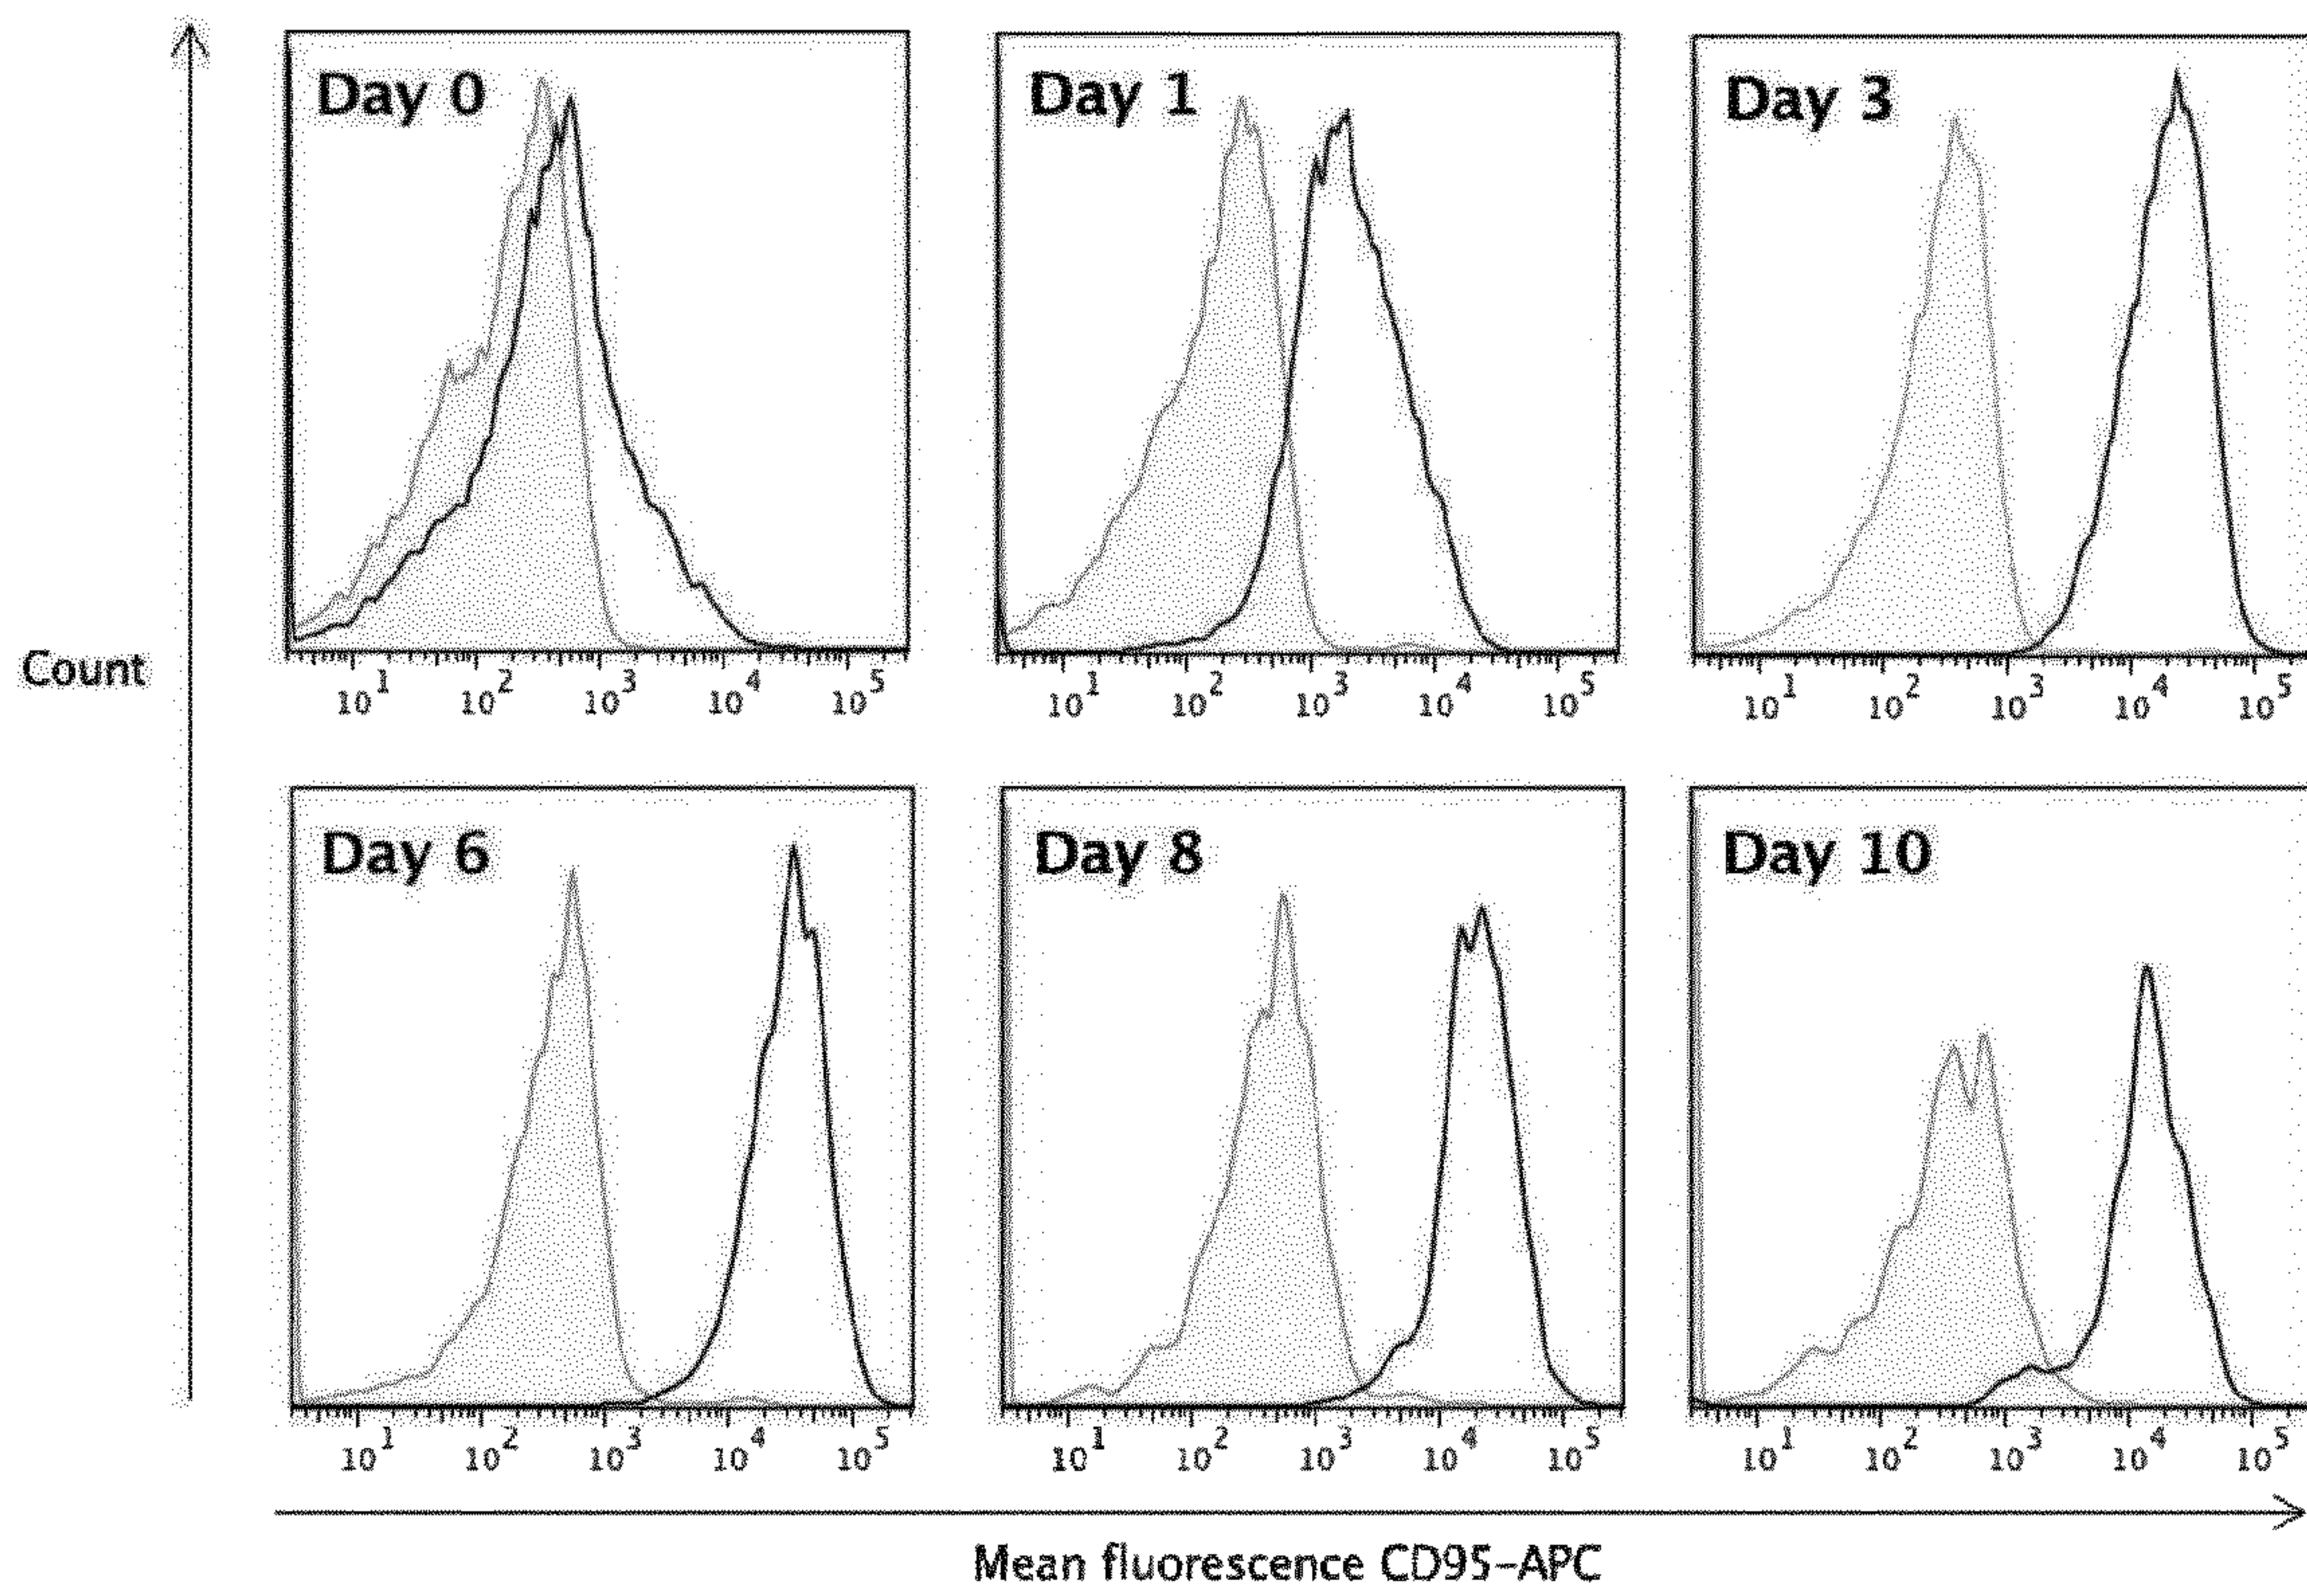 Day 0 Day 1 Day 3
Count
10^1 10^2 10^3 10^4 10^5 10^1 10^2 10^3 10^4 10^5 10^1 10^2 10^3 10^4 10^5
Day 6 Day 8 Day 10
10^1 10^2 10^3 10^4 10^5 10^1 10^2 10^3 10^4 10^5 10^1 10^2 10^3 10^4 10^5
Mean fluorescence CD95-APC